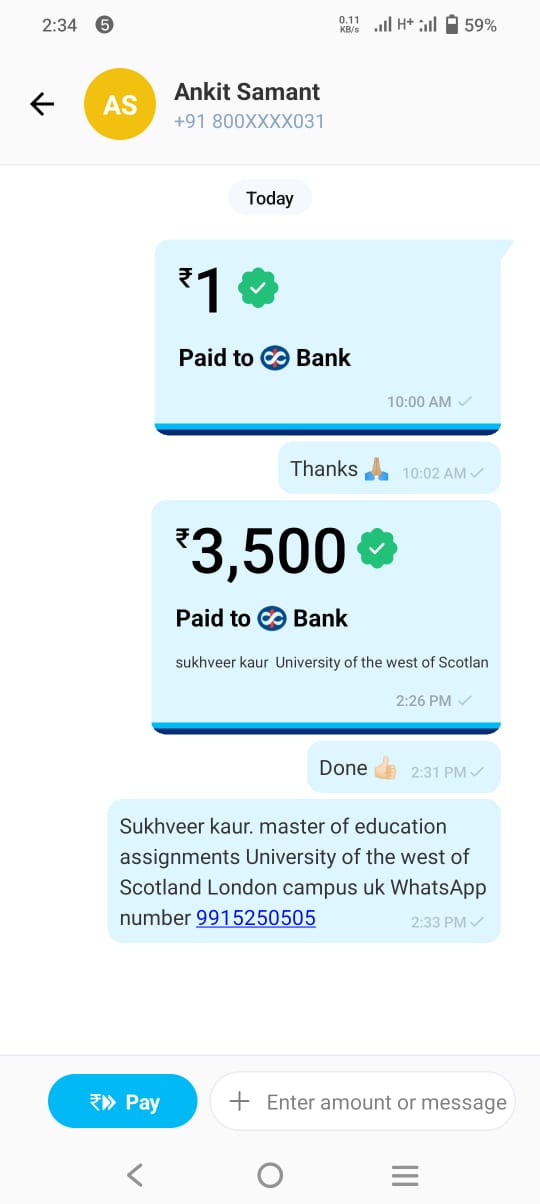 2:34 5 0.11 KB/s H+ 59%
Ankit Samant
AS
+91 800XXXX031
Today
₹1
Paid to Bank
10:00 AM
Thanks 🙏🏼 10:02 AM
₹3,500
Paid to Bank
sukhveer kaur University of the west of Scotlan
2:26 PM
Done 👍🏻 2:31 PM
Sukhveer kaur. master of education
assignments University of the west of
Scotland London campus uk WhatsApp
number 9915250505 2:33 PM
₹ Pay
+ Enter amount or message